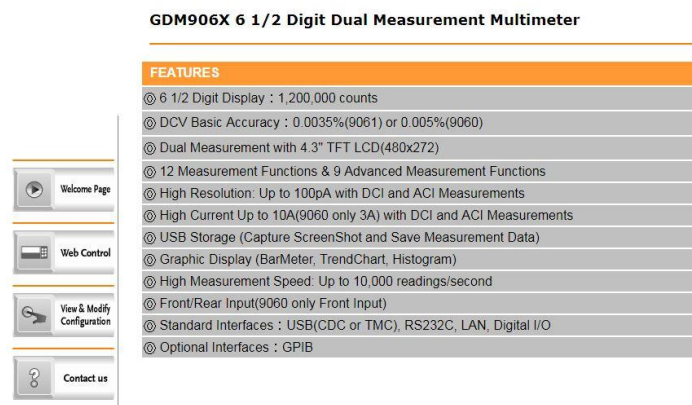 GDM906X 6 1/2 Digit Dual Measurement Multimeter
FEATURES
6 1/2 Digit Display : 1,200,000 counts
DCV Basic Accuracy : 0.0035%(9061) or 0.005%(9060)
Dual Measurement with 4.3" TFT LCD(480x272)
12 Measurement Functions & 9 Advanced Measurement Functions
High Resolution: Up to 100pA with DCI and ACI Measurements
High Current Up to 10A(9060 only 3A) with DCI and ACI Measurements
USB Storage (Capture ScreenShot and Save Measurement Data)
Graphic Display (BarMeter, TrendChart, Histogram)
High Measurement Speed: Up to 10,000 readings/second
Front/Rear Input(9060 only Front Input)
Standard Interfaces : USB(CDC or TMC), RS232C, LAN, Digital I/O
Optional Interfaces : GPIB
Welcome Page
Web Control
View & Modify
Configuration
Contact us